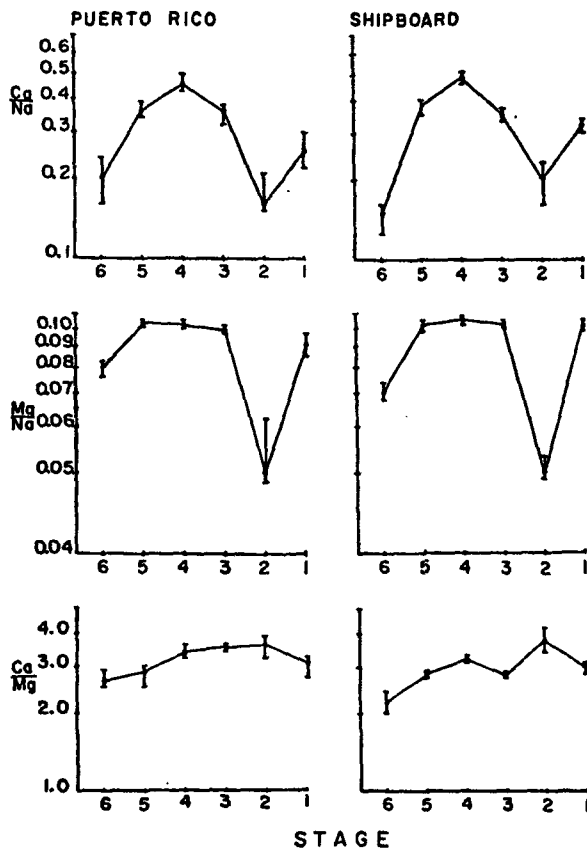 PUERTO RICO
SHIPBOARD
Ca
Na
0.6
0.5
0.4
0.3
0.2
0.1
6 5 4 3 2 1
6 5 4 3 2 1
Mg
Na
0.10
0.09
0.08
0.07
0.06
0.05
0.04
6 5 4 3 2 1
6 5 4 3 2 1
Ca
Mg
4.0
3.0
2.0
1.0
6 5 4 3 2 1
6 5 4 3 2 1
STAGE